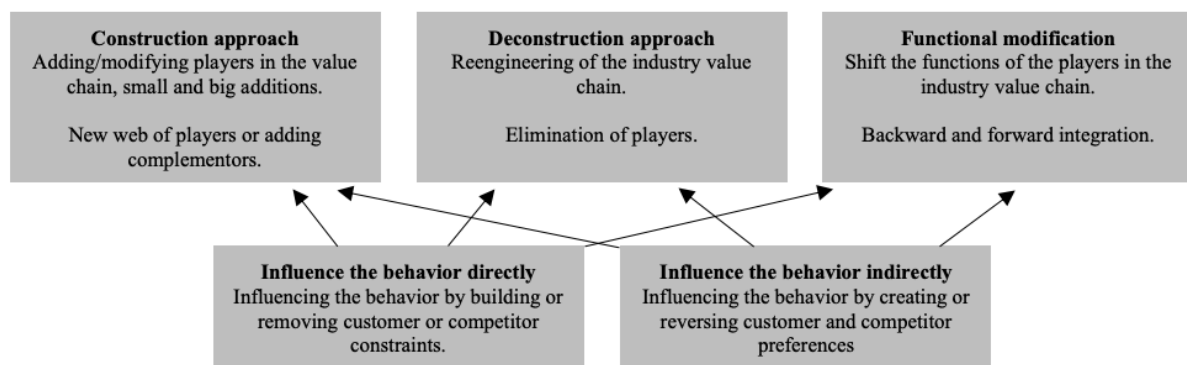 Construction approach
Adding/modifying players in the value
chain, small and big additions.
New web of players or adding
complementors.
Deconstruction approach
Reengineering of the industry value
chain.
Elimination of players.
Functional modification
Shift the functions of the players in the
industry value chain.
Backward and forward integration.
Influence the behavior directly
Influencing the behavior by building or
removing customer or competitor
constraints.
Influence the behavior indirectly
Influencing the behavior by creating or
reversing customer and competitor
preferences